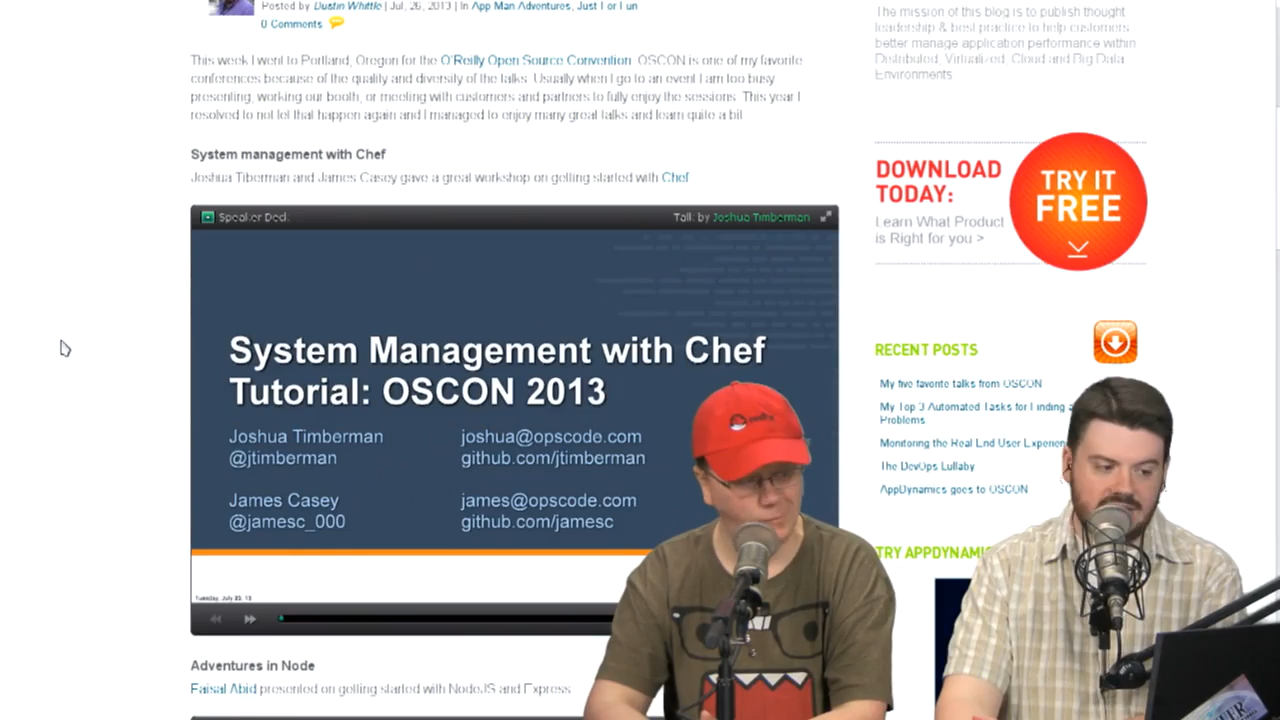 Posted by Dustin Whittle | Jul, 26, 2013 | In App Man Adventures, Just For Fun
0 Comments
This week I went to Portland, Oregon for the O'Reilly Open Source Convention. OSCON is one of my favorite
conferences because of the quality and diversity of the talks. Usually when I go to an event I am too busy
presenting, working our booth, or meeting with customers and partners to fully enjoy the sessions. This year I
resolved to not let that happen again and I managed to enjoy many great talks and learn quite a bit.
System management with Chef
Joshua Tiberman and James Casey gave a great workshop on getting started with Chef
Speaker Deck
Talk by Joshua Timberman
System Management with Chef
Tutorial: OSCON 2013
Joshua Timberman
@jtimberman
joshua@opscode.com
github.com/jtimberman
James Casey
@jamesc_000
james@opscode.com
github.com/jamesc
Tuesday, July 23, 13
Adventures in Node
Faisal Abid presented on getting started with NodeJS and Express
The mission of this blog is to publish thought
leadership & best practice to help customers
better manage application performance within
Distributed, Virtualized, Cloud and Big Data
Environments
DOWNLOAD
TODAY:
Learn What Product
is Right for you >
TRY IT
FREE
RECENT POSTS
My five favorite talks from OSCON
My Top 3 Automated Tasks for Finding
Problems
Monitoring the Real End User Experien
The DevOps Lullaby
AppDynamics goes to OSCON
TRY APPDYNAMI